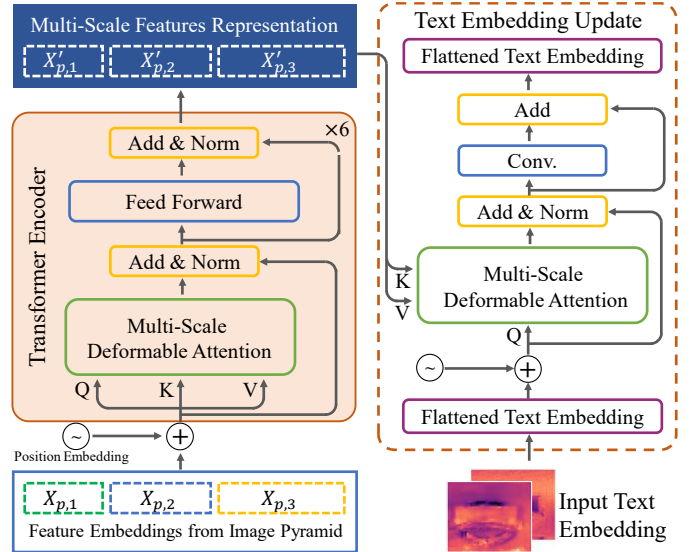 Multi-Scale Features Representation
X′p,1 X′p,2 X′p,3
×6
Add & Norm
Feed Forward
Add & Norm
Multi-Scale
Deformable Attention
Q K V
Transformer Encoder
~
+
Position Embedding
Xp,1 Xp,2 Xp,3
Feature Embeddings from Image Pyramid
Text Embedding Update
Flattened Text Embedding
Add
Conv.
Add & Norm
K
V
Multi-Scale
Deformable Attention
Q
~
+
Flattened Text Embedding
Input Text
Embedding